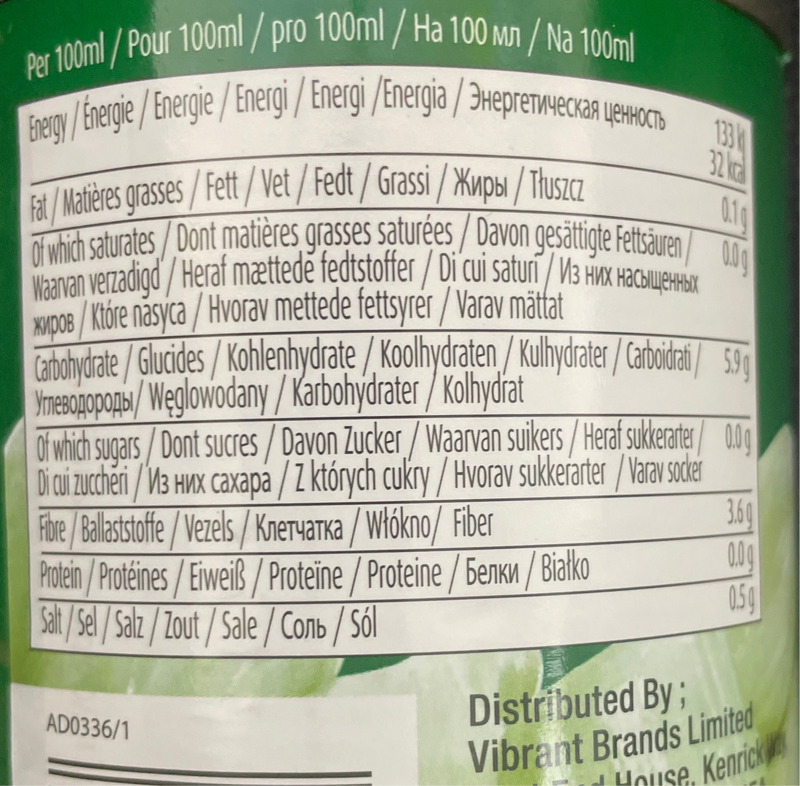 Per 100ml / Pour 100ml / pro 100ml / На 100 мл / Na 100ml
Energy / Énergie / Energie / Energi / Energi /Energia / Энергетическая ценность 133 kJ
32 kcal
Fat / Matières grasses / Fett / Vet / Fedt / Grassi / Жиры / Tłuszcz 0.1 g
Of which saturates / Dont matières grasses saturées / Davon gesättigte Fettsäuren / 0.0 g
Waarvan verzadigd / Heraf mættede fedtstoffer / Di cui saturi / Из них насыщенных
жиров / Które nasyca / Hvorav mettede fettsyrer / Varav mättat
Carbohydrate / Glucides / Kohlenhydrate / Koolhydraten / Kulhydrater / Carboidrati / 5.9 g
Углеводороды/ Węglowodany / Karbohydrater / Kolhydrat
Of which sugars / Dont sucres / Davon Zucker / Waarvan suikers / Heraf sukkerarter / 0.0 g
Di cui zuccheri / Из них сахара / Z których cukry / Hvorav sukkerarter / Varav socker
Fibre / Ballaststoffe / Vezels / Клетчатка / Włókno/ Fiber 3.6 g
Protein / Protéines / Eiweiß / Proteïne / Proteine / Белки / Białko 0.0 g
Salt / Sel / Salz / Zout / Sale / Соль / Sól 0.5 g
AD0336/1
Distributed By ;
Vibrant Brands Limited
House, Kenrick